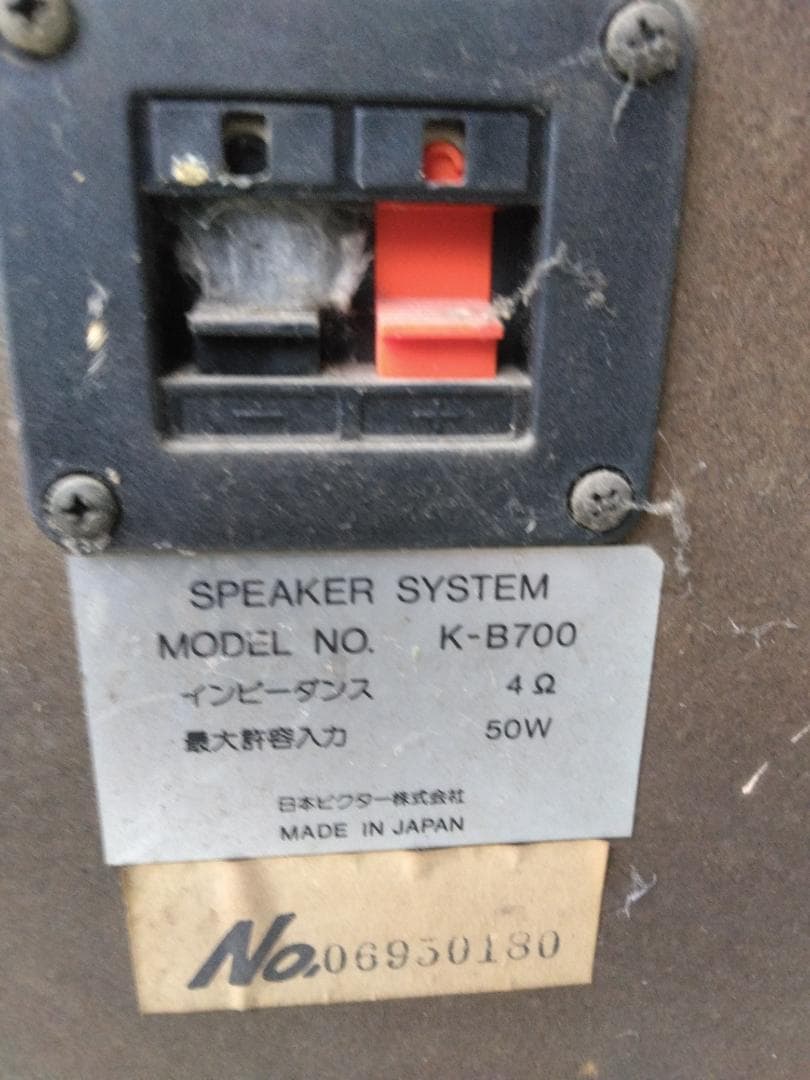 − +
SPEAKER SYSTEM
MODEL NO. K-B700
インピーダンス 4Ω
最大許容入力 50W
日本ビクター株式会社
MADE IN JAPAN
No.06930180